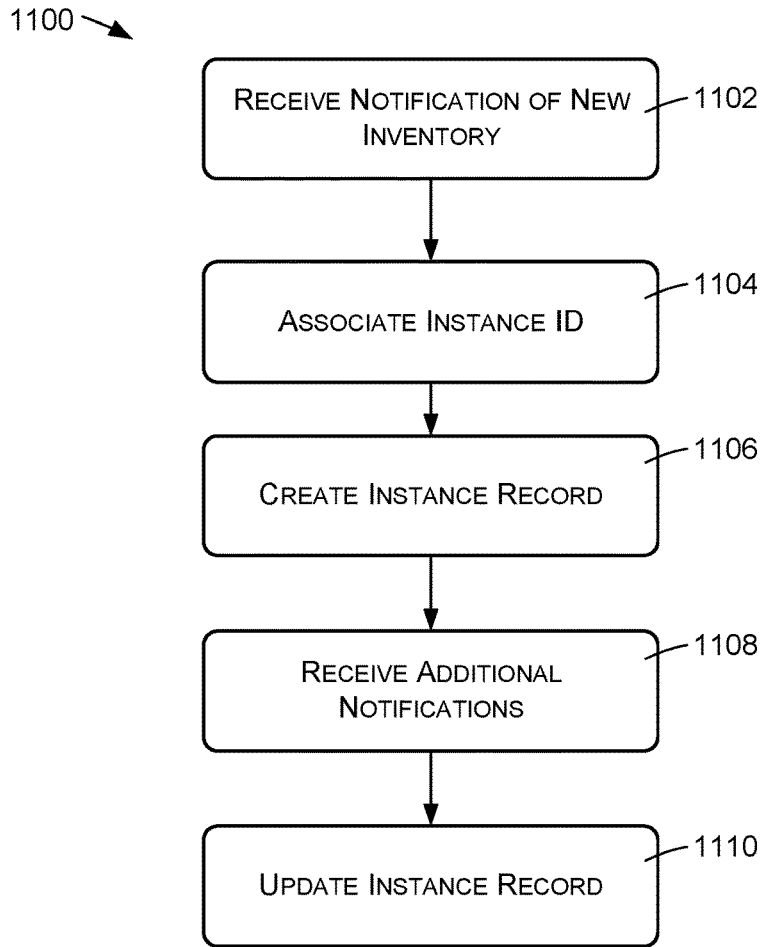 1100
RECEIVE NOTIFICATION OF NEW
INVENTORY
1102
ASSOCIATE INSTANCE ID
1104
CREATE INSTANCE RECORD
1106
RECEIVE ADDITIONAL
NOTIFICATIONS
1108
UPDATE INSTANCE RECORD
1110